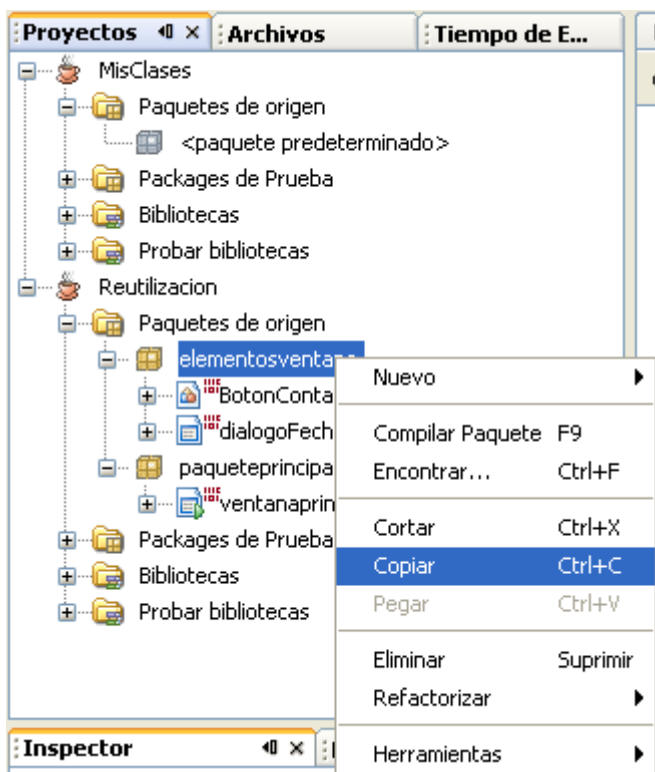 Proyectos
Archivos
Tiempo de E...
MisClases
Paquetes de origen
<paquete predeterminado>
Packages de Prueba
Bibliotecas
Probar bibliotecas
Reutilizacion
Paquetes de origen
elementosventana
BotonConta
dialogoFech
paqueteprincipa
ventanaprin
Packages de Prueba
Bibliotecas
Probar bibliotecas
Nuevo
Compilar Paquete F9
Encontrar... Ctrl+F
Cortar Ctrl+X
Copiar Ctrl+C
Pegar Ctrl+V
Eliminar Suprimir
Refactorizar
Herramientas
Inspector